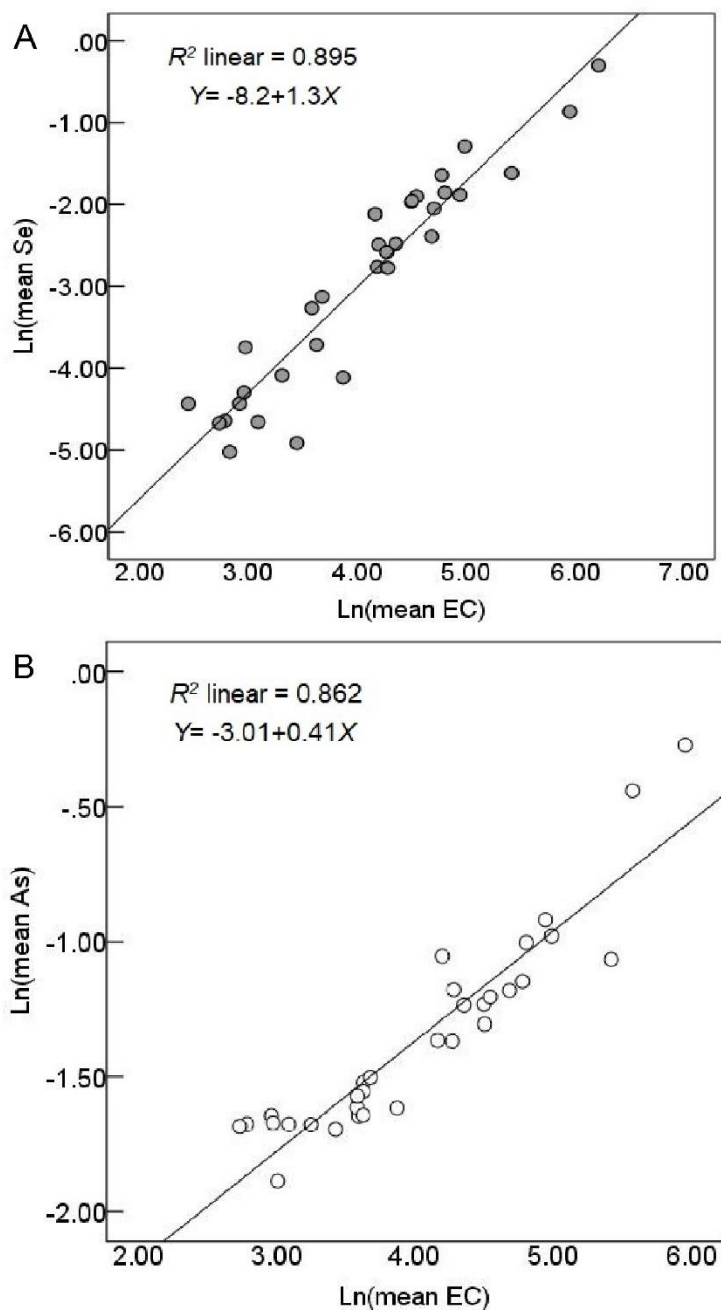 A
R² linear = 0.895
Y= -8.2+1.3X
.00
-1.00
-2.00
-3.00
-4.00
-5.00
-6.00
Ln(mean Se)
2.00 3.00 4.00 5.00 6.00 7.00
Ln(mean EC)
B
R² linear = 0.862
Y= -3.01+0.41X
.00
-.50
-1.00
-1.50
-2.00
Ln(mean As)
2.00 3.00 4.00 5.00 6.00
Ln(mean EC)